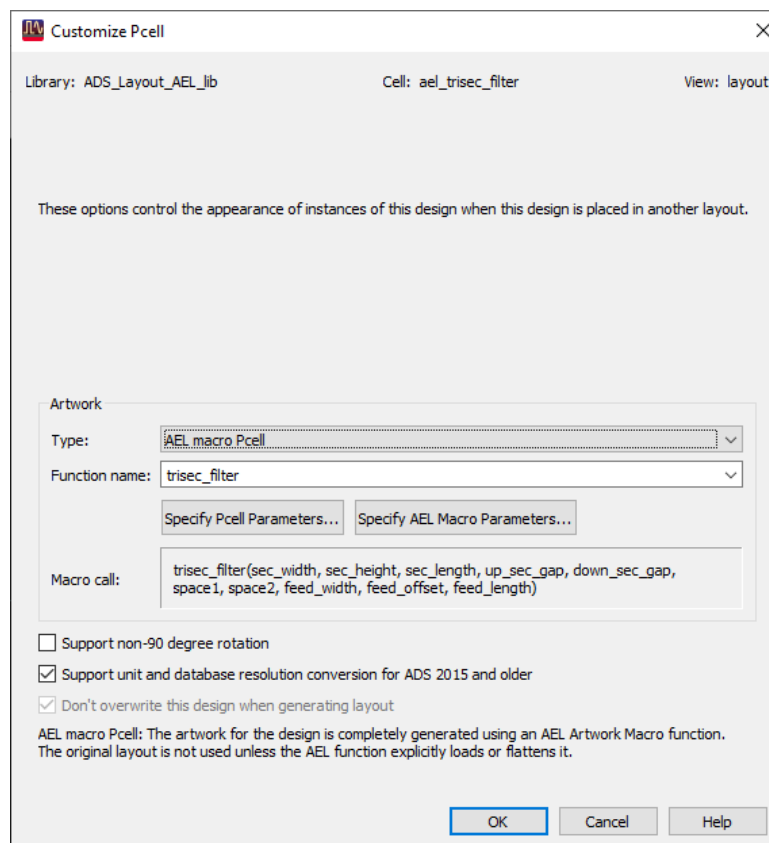 Customize Pcell
Library: ADS_Layout_AEL_lib Cell: ael_trisec_filter View: layout
These options control the appearance of instances of this design when this design is placed in another layout.
Artwork
Type: AEL macro Pcell
Function name: trisec_filter
Specify Pcell Parameters... Specify AEL Macro Parameters...
Macro call: trisec_filter(sec_width, sec_height, sec_length, up_sec_gap, down_sec_gap,
space1, space2, feed_width, feed_offset, feed_length)
Support non-90 degree rotation
Support unit and database resolution conversion for ADS 2015 and older
Don't overwrite this design when generating layout
AEL macro Pcell: The artwork for the design is completely generated using an AEL Artwork Macro function.
The original layout is not used unless the AEL function explicitly loads or flattens it.
OK Cancel Help